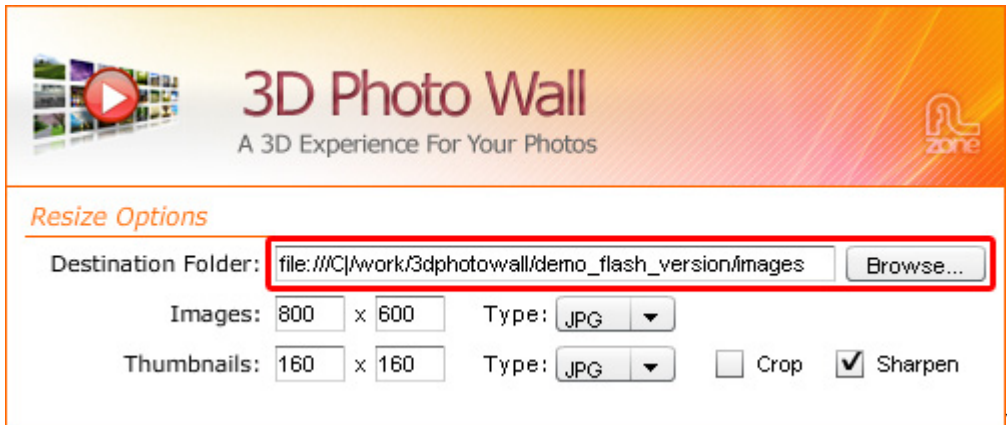 3D Photo Wall
A 3D Experience For Your Photos
FL
zone
Resize Options
Destination Folder: file:///C|/work/3dphotowall/demo_flash_version/images Browse...
Images: 800 x 600 Type: JPG
Thumbnails: 160 x 160 Type: JPG Crop Sharpen